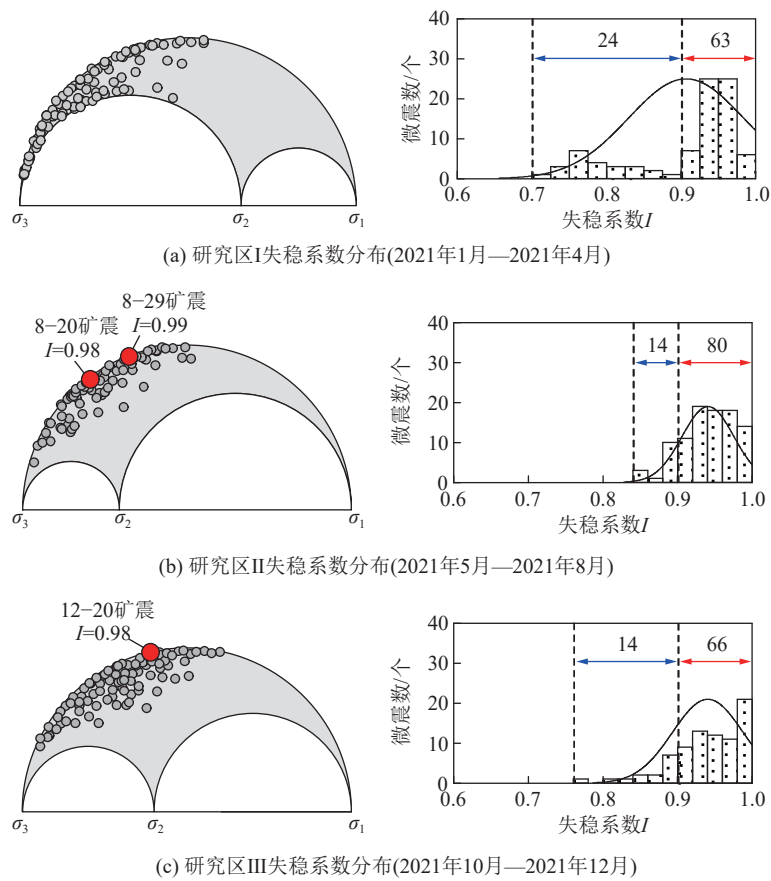 σ3
σ2
σ1
微震数/个
40
30
20
10
0
24
63
0.6
0.7
0.8
0.9
1.0
失稳系数I
(a) 研究区I失稳系数分布(2021年1月—2021年4月)
8−29矿震
I=0.99
8−20矿震
I=0.98
σ3
σ2
σ1
微震数/个
40
30
20
10
0
14
80
0.6
0.7
0.8
0.9
1.0
失稳系数I
(b) 研究区II失稳系数分布(2021年5月—2021年8月)
12−20矿震
I=0.98
σ3
σ2
σ1
微震数/个
40
30
20
10
0
14
66
0.6
0.7
0.8
0.9
1.0
失稳系数I
(c) 研究区III失稳系数分布(2021年10月—2021年12月)